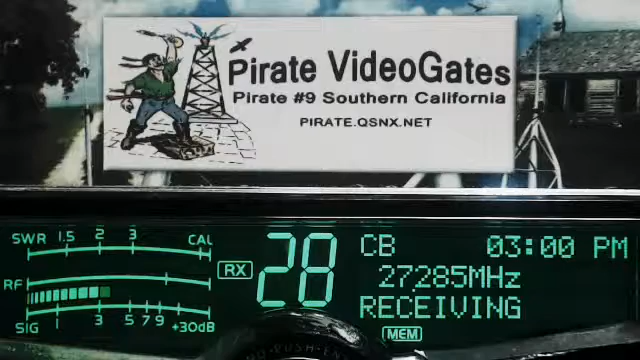 Pirate VideoGates
Pirate #9 Southern California
PIRATE.QSNX.NET
SWR 1.5 2 3 CAL
RF
SIG 1 3 5 7 9 +30dB
RX
28
CB 03:00 PM
27285MHz
RECEIVING
MEM